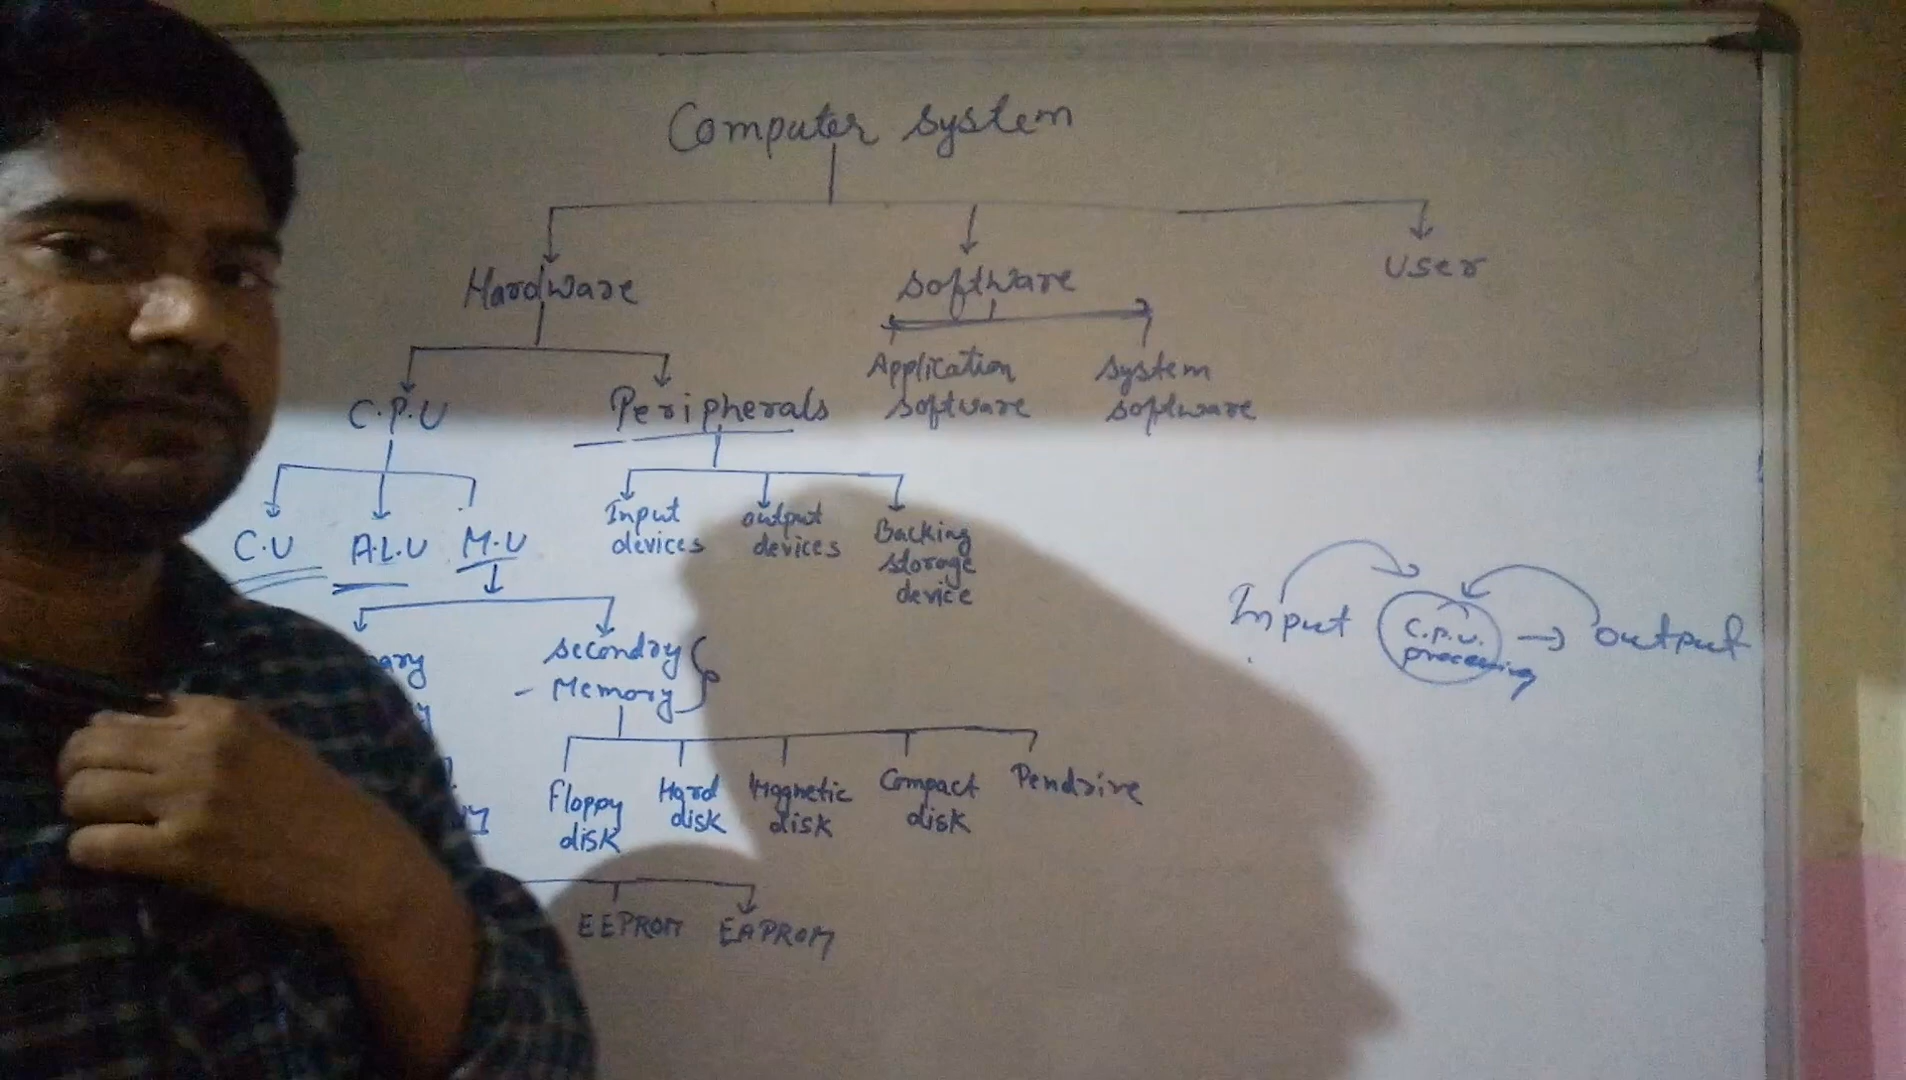 Computer system
Hardware software user
Application system
C.P.U Peripherals software software
Input output Backing
C.U A.L.U M.U devices devices storage
device
Input C.P.U. → output
processing
secondry
- Memory
Floppy Hard Magnetic Compact Pendrive
disk disk disk disk
EEPROM EAPROM